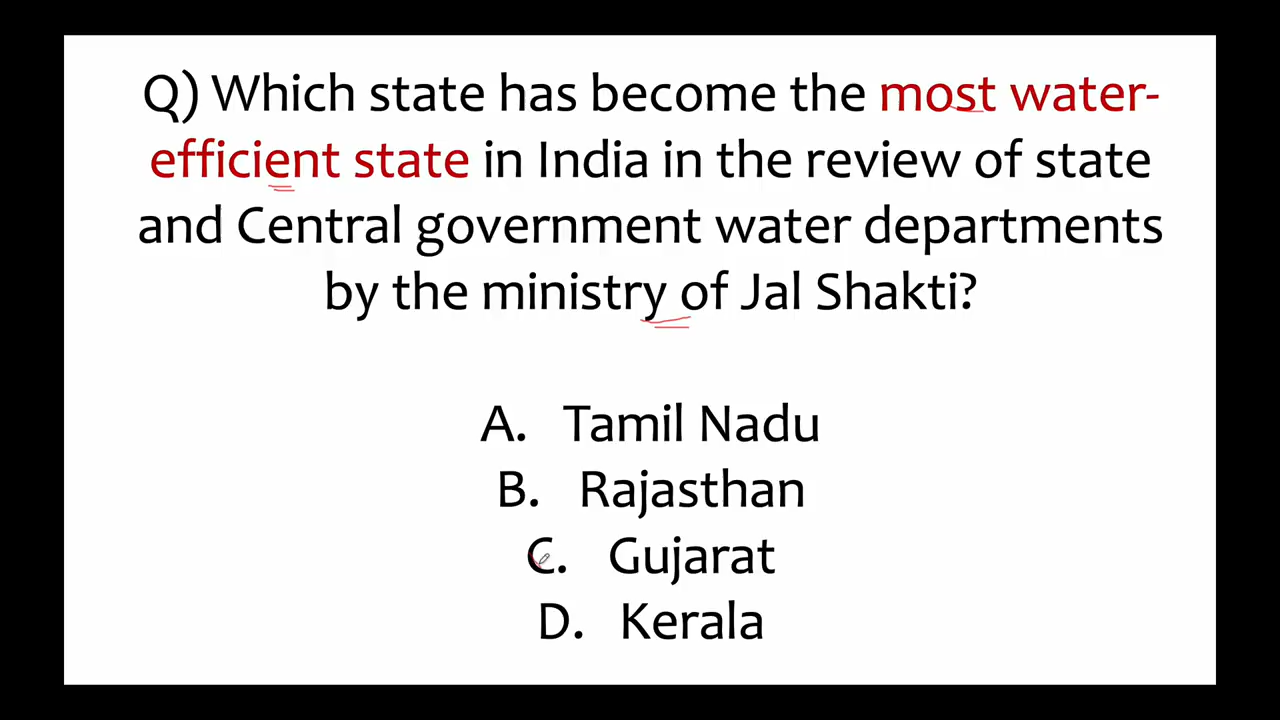 Q) Which state has become the most water-
efficient state in India in the review of state
and Central government water departments
by the ministry of Jal Shakti?
A. Tamil Nadu
B. Rajasthan
C. Gujarat
D. Kerala